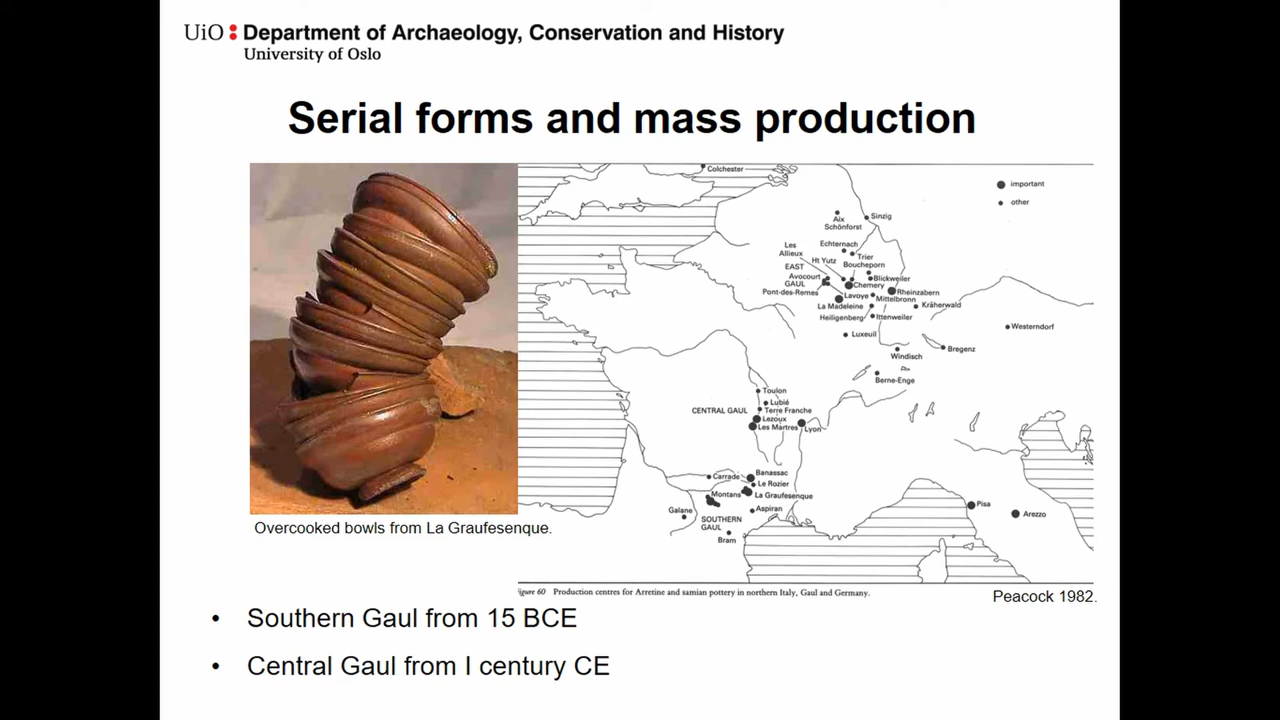 UiO : Department of Archaeology, Conservation and History
University of Oslo
Serial forms and mass production
Colchester
important
other
Aix
Schönforst
Sinzig
Echternach
Trier
Les
Allieux
Ht Yutz
Boucheporn
EAST
GAUL
Avocourt
Blickweiler
Chemery
Pont-des-Remes
Lavoye
Rheinzabern
Mittelbronn
La Madeleine
Kräherwald
Heiligenberg
Ittenweiler
Westerndorf
Luxeuil
Bregenz
Windisch
Berne-Enge
Toulon
Lubié
CENTRAL GAUL
Terre Franche
Lezoux
Les Martres
Lyon
Banassac
Carrade
Le Rozier
Montans
La Graufesenque
Pisa
Galane
Aspiran
Arezzo
SOUTHERN
GAUL
Bram
Overcooked bowls from La Graufesenque.
igure 60 Production centres for Arretine and samian pottery in northern Italy, Gaul and Germany.
Peacock 1982.
• Southern Gaul from 15 BCE
• Central Gaul from I century CE